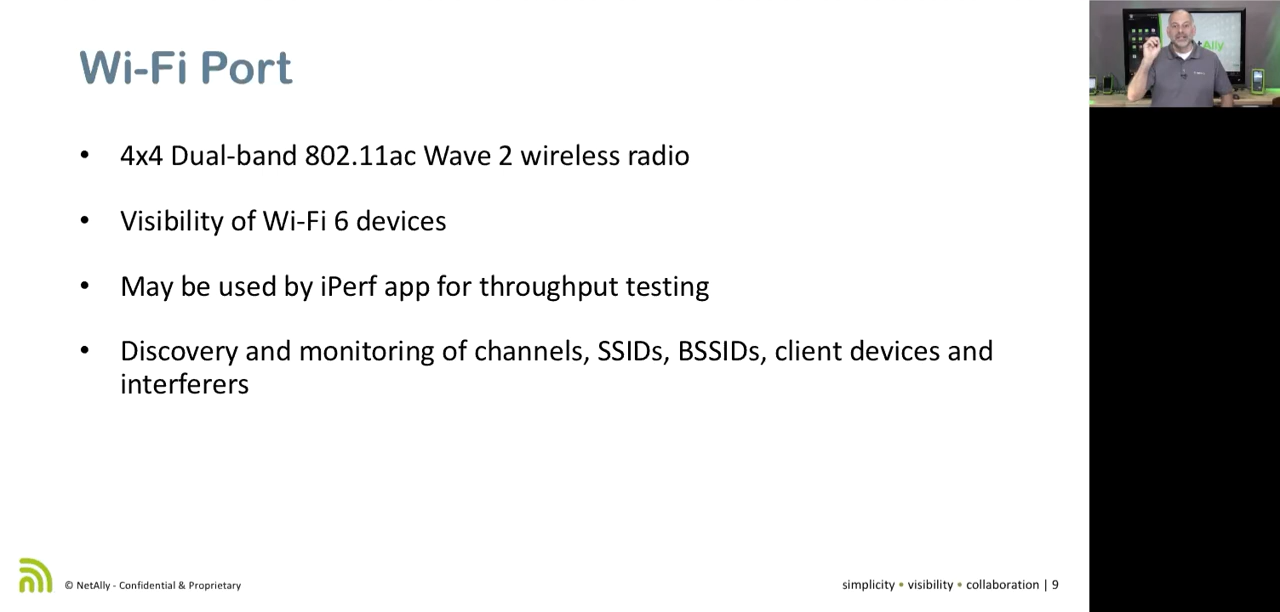 Wi-Fi Port
• 4x4 Dual-band 802.11ac Wave 2 wireless radio
• Visibility of Wi-Fi 6 devices
• May be used by iPerf app for throughput testing
• Discovery and monitoring of channels, SSIDs, BSSIDs, client devices and
interferers
© NetAlly - Confidential & Proprietary
simplicity • visibility • collaboration | 9